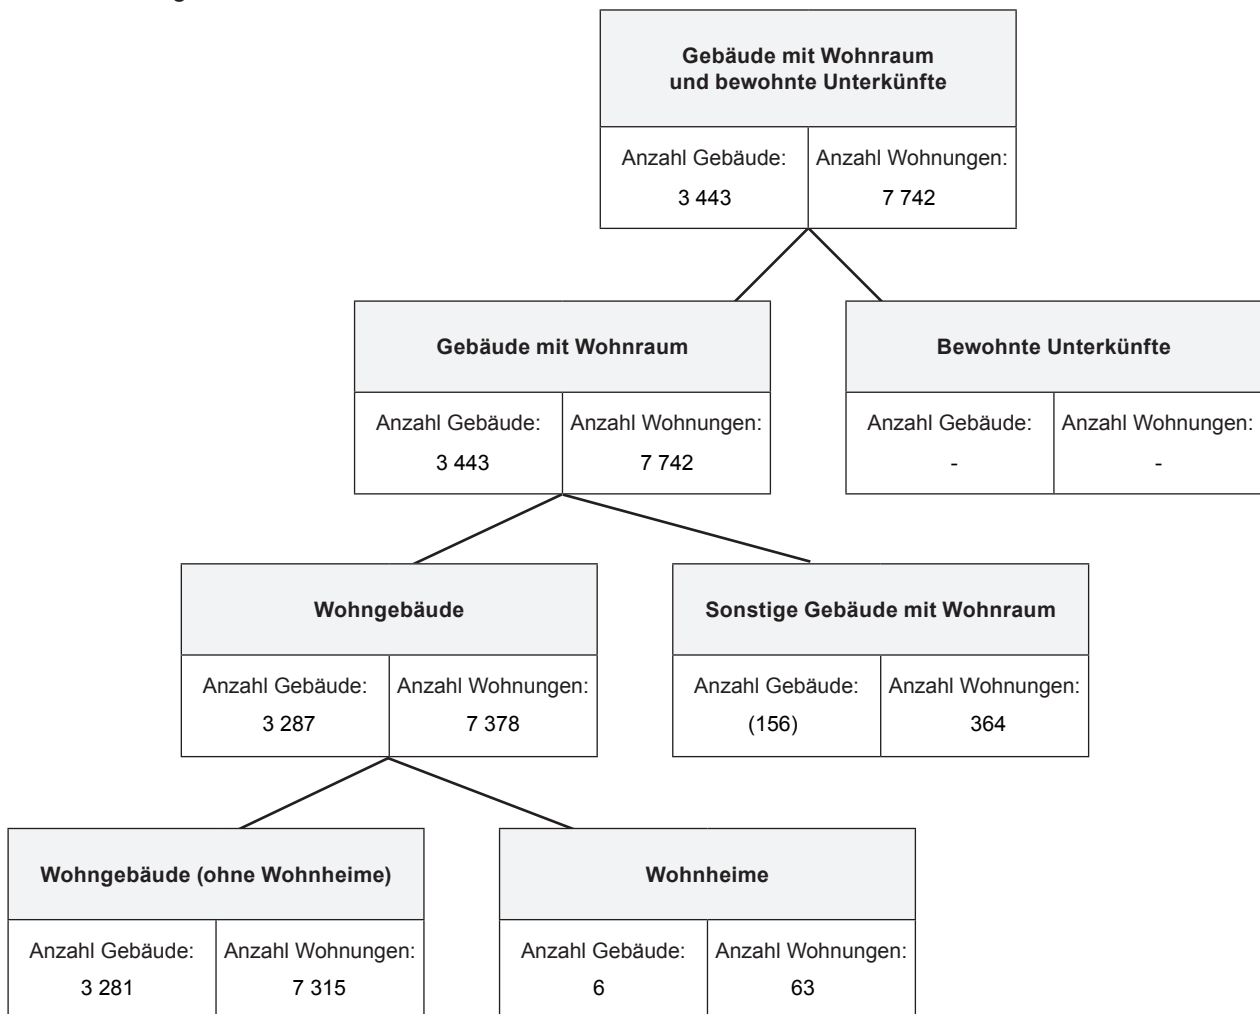 Gebäude mit Wohnraum
und bewohnte Unterkünfte
Anzahl Gebäude: Anzahl Wohnungen:
3 443 7 742
Gebäude mit Wohnraum
Anzahl Gebäude: Anzahl Wohnungen:
3 443 7 742
Bewohnte Unterkünfte
Anzahl Gebäude: Anzahl Wohnungen:
- -
Wohngebäude
Anzahl Gebäude: Anzahl Wohnungen:
3 287 7 378
Sonstige Gebäude mit Wohnraum
Anzahl Gebäude: Anzahl Wohnungen:
(156) 364
Wohngebäude (ohne Wohnheime)
Anzahl Gebäude: Anzahl Wohnungen:
3 281 7 315
Wohnheime
Anzahl Gebäude: Anzahl Wohnungen:
6 63